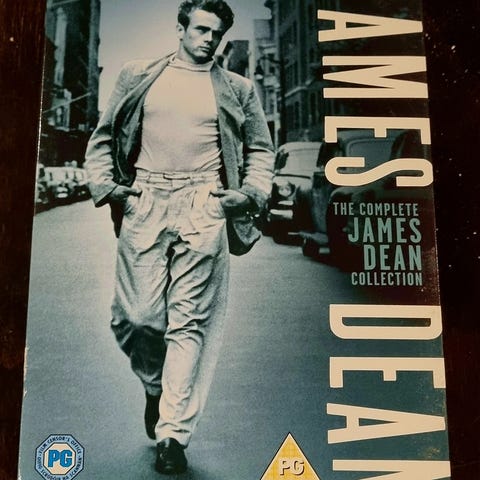 AMES DEAN
THE COMPLETE
JAMES
DEAN
COLLECTION
PG
PG